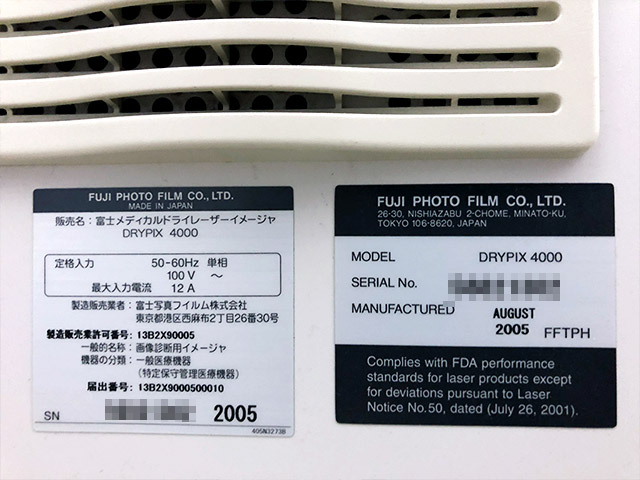 FUJI PHOTO FILM CO., LTD.
MADE IN JAPAN
販売名：富士メディカルドライレーザーイメージャ
DRYPIX 4000
定格入力 50-60Hz 単相
100 V ～
最大入力電流 12 A
製造販売業者：富士写真フイルム株式会社
東京都港区西麻布2丁目26番30号
製造販売業許可番号: 13B2X90005
一般的名称：画像診断用イメージャ
機器の分類：一般医療機器
(特定保守管理医療機器)
届出番号: 13B2X9000500010
SN 2005
405N3273B
FUJI PHOTO FILM CO., LTD.
26-30, NISHIAZABU 2-CHOME, MINATO-KU,
TOKYO 106-8620, JAPAN
MODEL DRYPIX 4000
SERIAL No.
MANUFACTURED AUGUST
2005 FFTPH
Complies with FDA performance
standards for laser products except
for deviations pursuant to Laser
Notice No.50, dated (July 26, 2001).